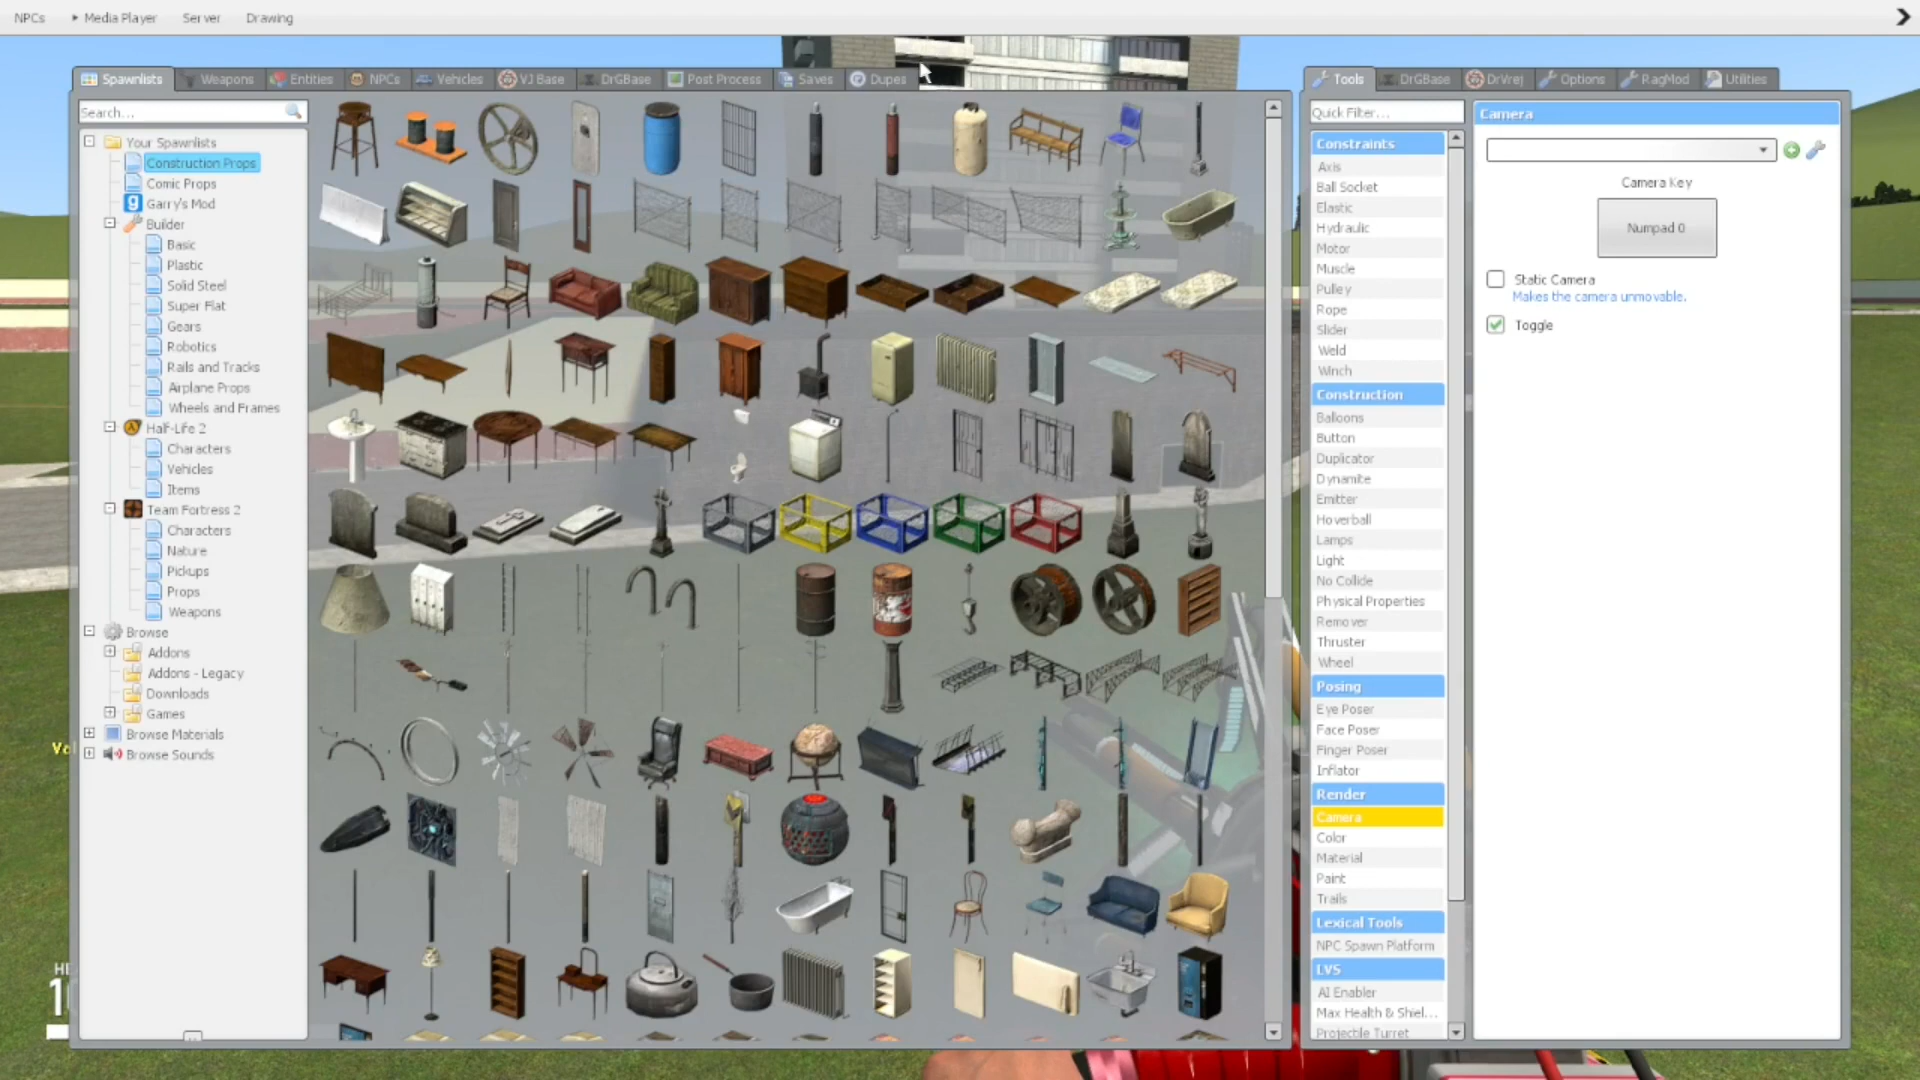 NPCs
Media Player
Server
Drawing
Spawnlists
Weapons
Entities
NPCs
Vehicles
VJ Base
DrGBase
Post Process
Saves
Dupes
Search...
Your Spawnlists
Construction Props
Comic Props
Garry's Mod
Builder
Basic
Plastic
Solid Steel
Super Flat
Gears
Robotics
Rails and Tracks
Airplane Props
Wheels and Frames
Half-Life 2
Characters
Vehicles
Items
Team Fortress 2
Characters
Nature
Pickups
Props
Weapons
Browse
Addons
Addons - Legacy
Downloads
Games
Browse Materials
Browse Sounds
Tools
DrGBase
DrVrej
Options
RagMod
Utilities
Quick Filter...
Constraints
Axis
Ball Socket
Elastic
Hydraulic
Motor
Muscle
Pulley
Rope
Slider
Weld
Winch
Construction
Balloons
Button
Duplicator
Dynamite
Emitter
Hoverball
Lamps
Light
No Collide
Physical Properties
Remover
Thruster
Wheel
Posing
Eye Poser
Face Poser
Finger Poser
Inflator
Render
Camera
Color
Material
Paint
Trails
Lexical Tools
NPC Spawn Platform
LVS
AI Enabler
Max Health & Shiel...
Projectile Turret
Camera
Camera Key
Numpad 0
Static Camera
Makes the camera unmovable.
Toggle